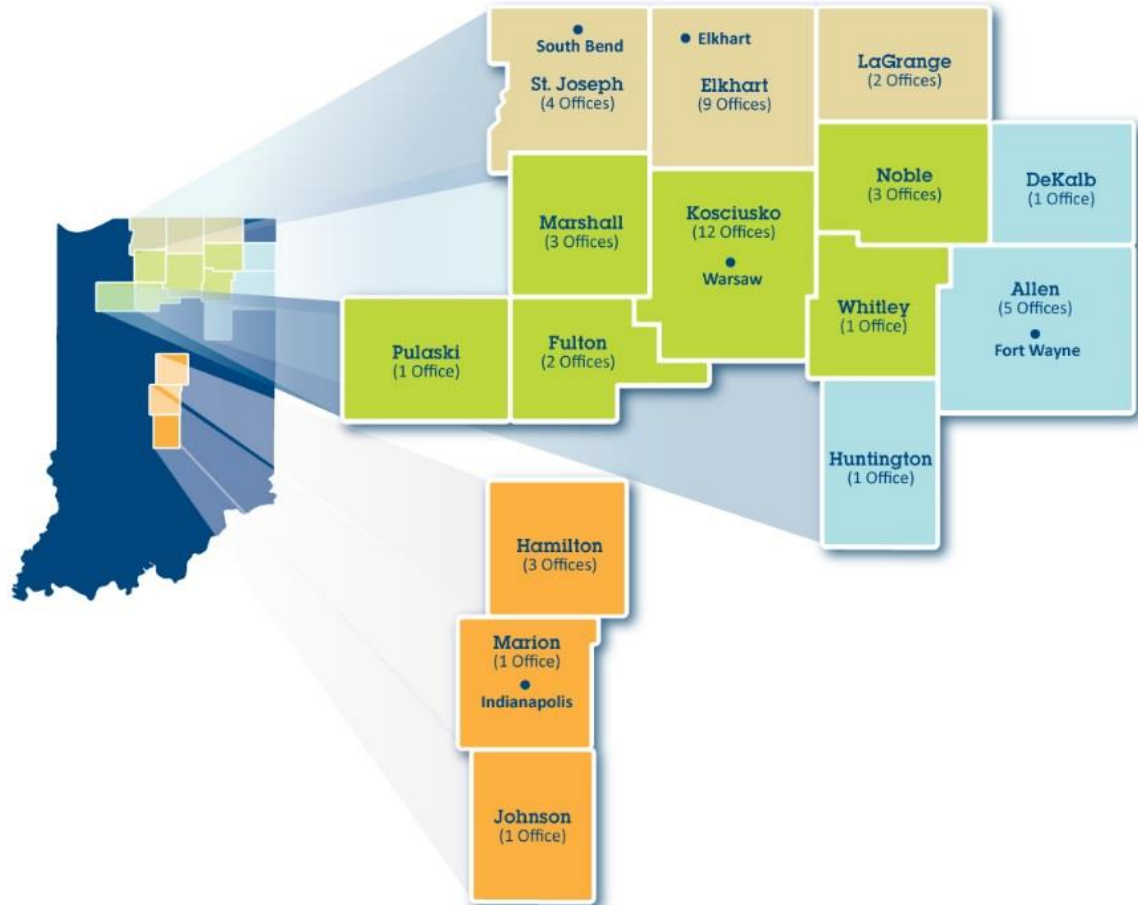 South Bend
St. Joseph
(4 Offices)
Elkhart
Elkhart
(9 Offices)
LaGrange
(2 Offices)
Marshall
(3 Offices)
Kosciusko
(12 Offices)
Warsaw
Noble
(3 Offices)
DeKalb
(1 Office)
Pulaski
(1 Office)
Fulton
(2 Offices)
Whitley
(1 Office)
Allen
(5 Offices)
Fort Wayne
Huntington
(1 Office)
Hamilton
(3 Offices)
Marion
(1 Office)
Indianapolis
Johnson
(1 Office)